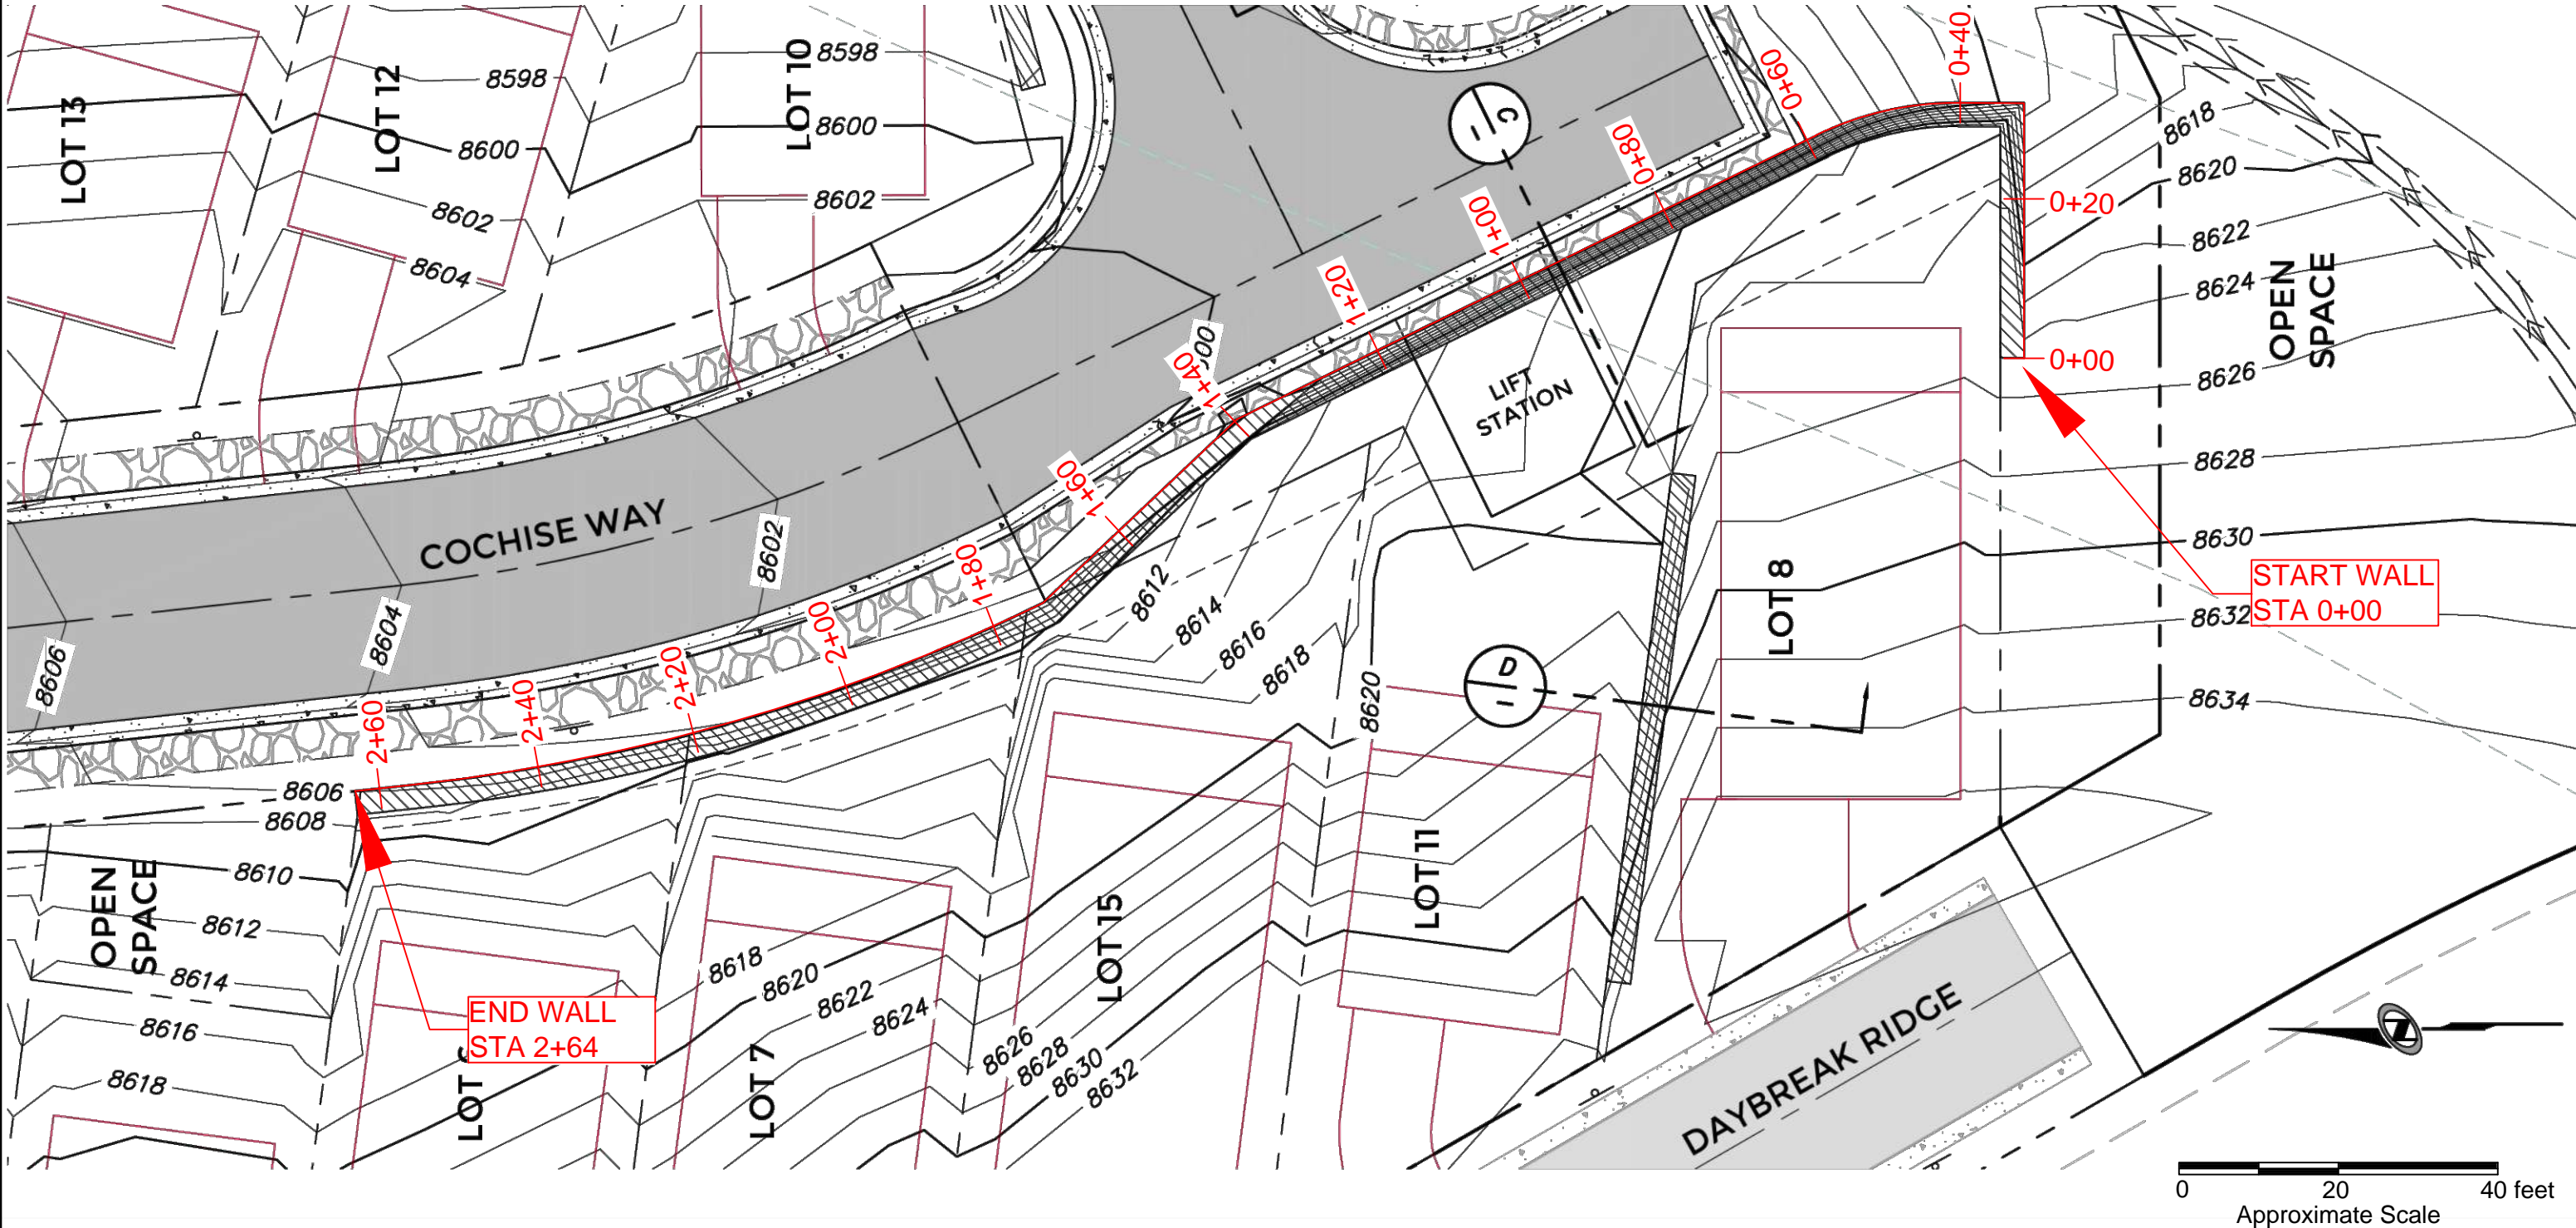 LOT 13
LOT 12
LOT 10
8598
8598
8600
8600
8602
8602
8604
C
0+60
0+40
0+80
1+00
1+20
1+40
1+60
1+80
2+00
2+20
2+40
2+60
0+20
0+00
8618
8620
8622
8624
8626
8628
8630
8632
8634
OPEN
SPACE
START WALL
STA 0+00
LIFT
STATION
COCHISE WAY
8602
8604
8606
8612
8614
8616
8618
8620
D
LOT 8
LOT 11
LOT 15
LOT 7
LOT
8606
8608
8610
8612
8614
8616
8618
OPEN
SPACE
END WALL
STA 2+64
8618
8620
8622
8624
8626
8628
8630
8632
DAYBREAK RIDGE
Z
0 20 40 feet
Approximate Scale